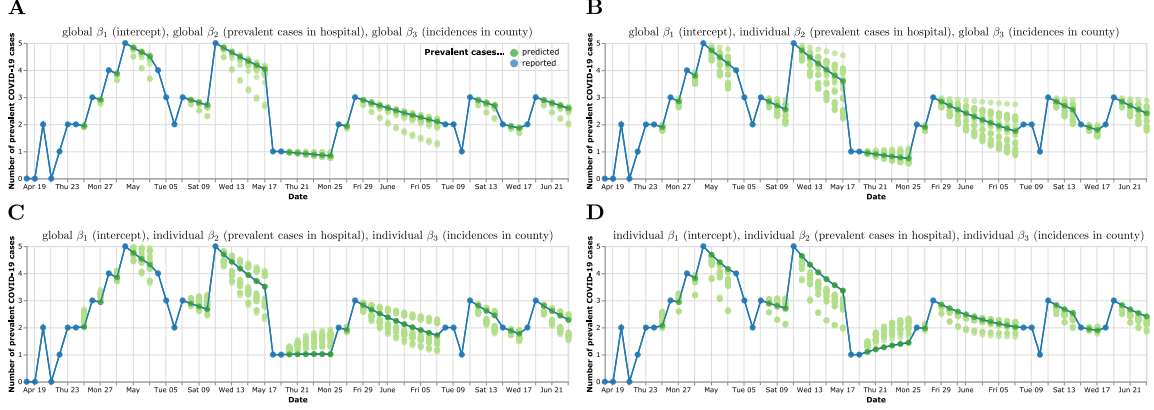 A
global β1 (intercept), global β2 (prevalent cases in hospital), global β3 (incidences in county)
Number of prevalent COVID-19 cases
5
4
3
2
1
0
Prevalent cases...
predicted
reported
Apr 19 Thu 23 Mon 27 May Tue 05 Sat 09 Wed 13 May 17 Thu 21 Mon 25 Fri 29 June Fri 05 Tue 09 Sat 13 Wed 17 Jun 21
Date
B
global β1 (intercept), individual β2 (prevalent cases in hospital), global β3 (incidences in county)
Number of prevalent COVID-19 cases
5
4
3
2
1
0
Apr 19 Thu 23 Mon 27 May Tue 05 Sat 09 Wed 13 May 17 Thu 21 Mon 25 Fri 29 June Fri 05 Tue 09 Sat 13 Wed 17 Jun 21
Date
C
global β1 (intercept), individual β2 (prevalent cases in hospital), individual β3 (incidences in county)
Number of prevalent COVID-19 cases
5
4
3
2
1
0
Apr 19 Thu 23 Mon 27 May Tue 05 Sat 09 Wed 13 May 17 Thu 21 Mon 25 Fri 29 June Fri 05 Tue 09 Sat 13 Wed 17 Jun 21
Date
D
individual β1 (intercept), individual β2 (prevalent cases in hospital), individual β3 (incidences in county)
Number of prevalent COVID-19 cases
5
4
3
2
1
0
Apr 19 Thu 23 Mon 27 May Tue 05 Sat 09 Wed 13 May 17 Thu 21 Mon 25 Fri 29 June Fri 05 Tue 09 Sat 13 Wed 17 Jun 21
Date